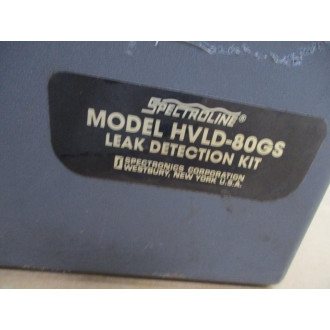 SPECTROLINE®
MODEL HVLD-80GS
LEAK DETECTION KIT
SPECTRONICS CORPORATION
WESTBURY, NEW YORK U.S.A.